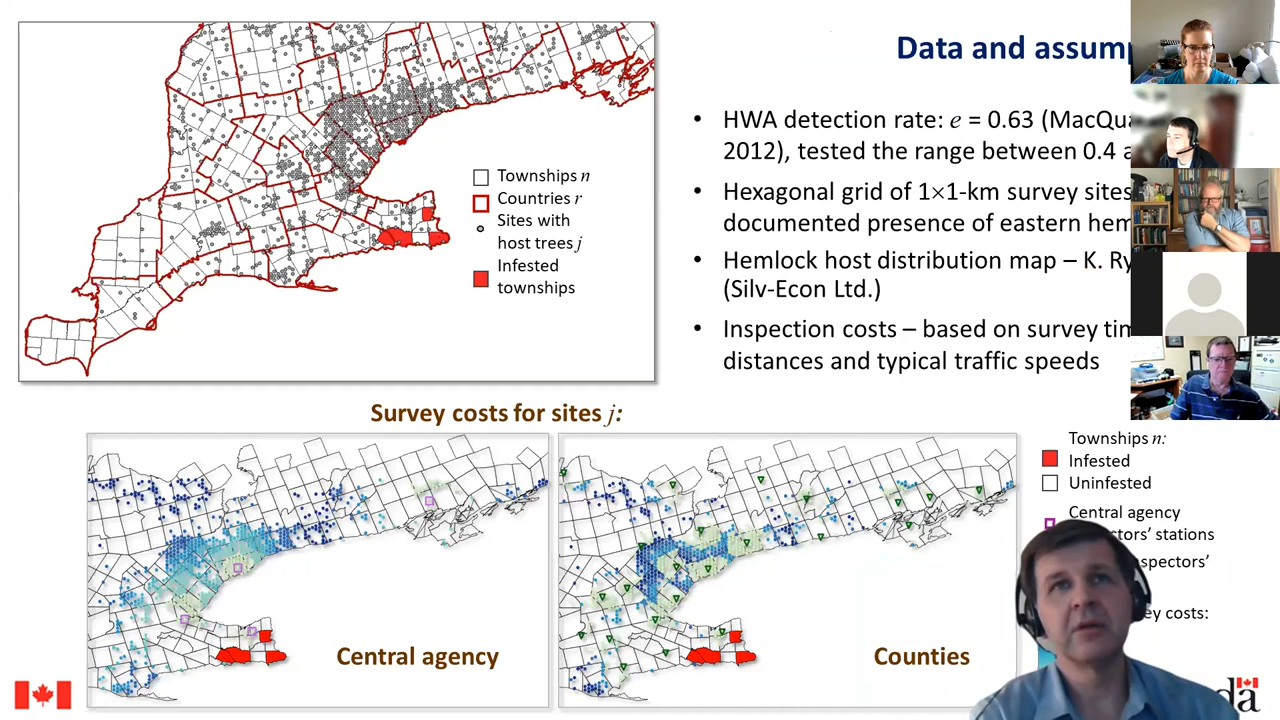 Data and assump
• HWA detection rate: e = 0.63 (MacQua
2012), tested the range between 0.4 a
• Hexagonal grid of 1×1-km survey sites
documented presence of eastern hem
• Hemlock host distribution map – K. Ry
(Silv-Econ Ltd.)
• Inspection costs – based on survey tim
distances and typical traffic speeds
Townships n
Countries r
Sites with
host trees j
Infested
townships
Survey costs for sites j:
Central agency
Counties
Townships n:
Infested
Uninfested
Central agency
ctors’ stations
spectors’
ey costs: